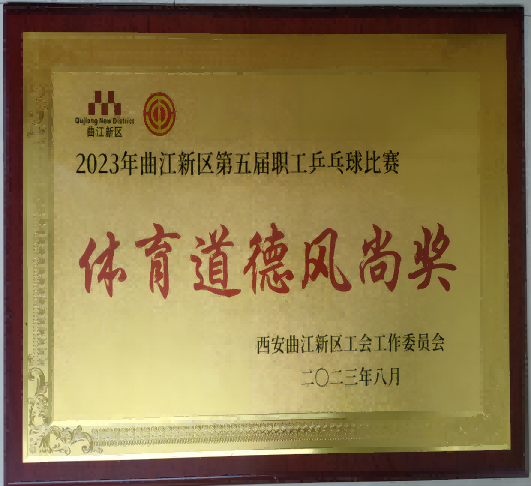 Qujiang New District
曲江新区
2023年曲江新区第五届职工乒乓球比赛
体育道德风尚奖
西安曲江新区工会工作委员会
二〇二三年八月